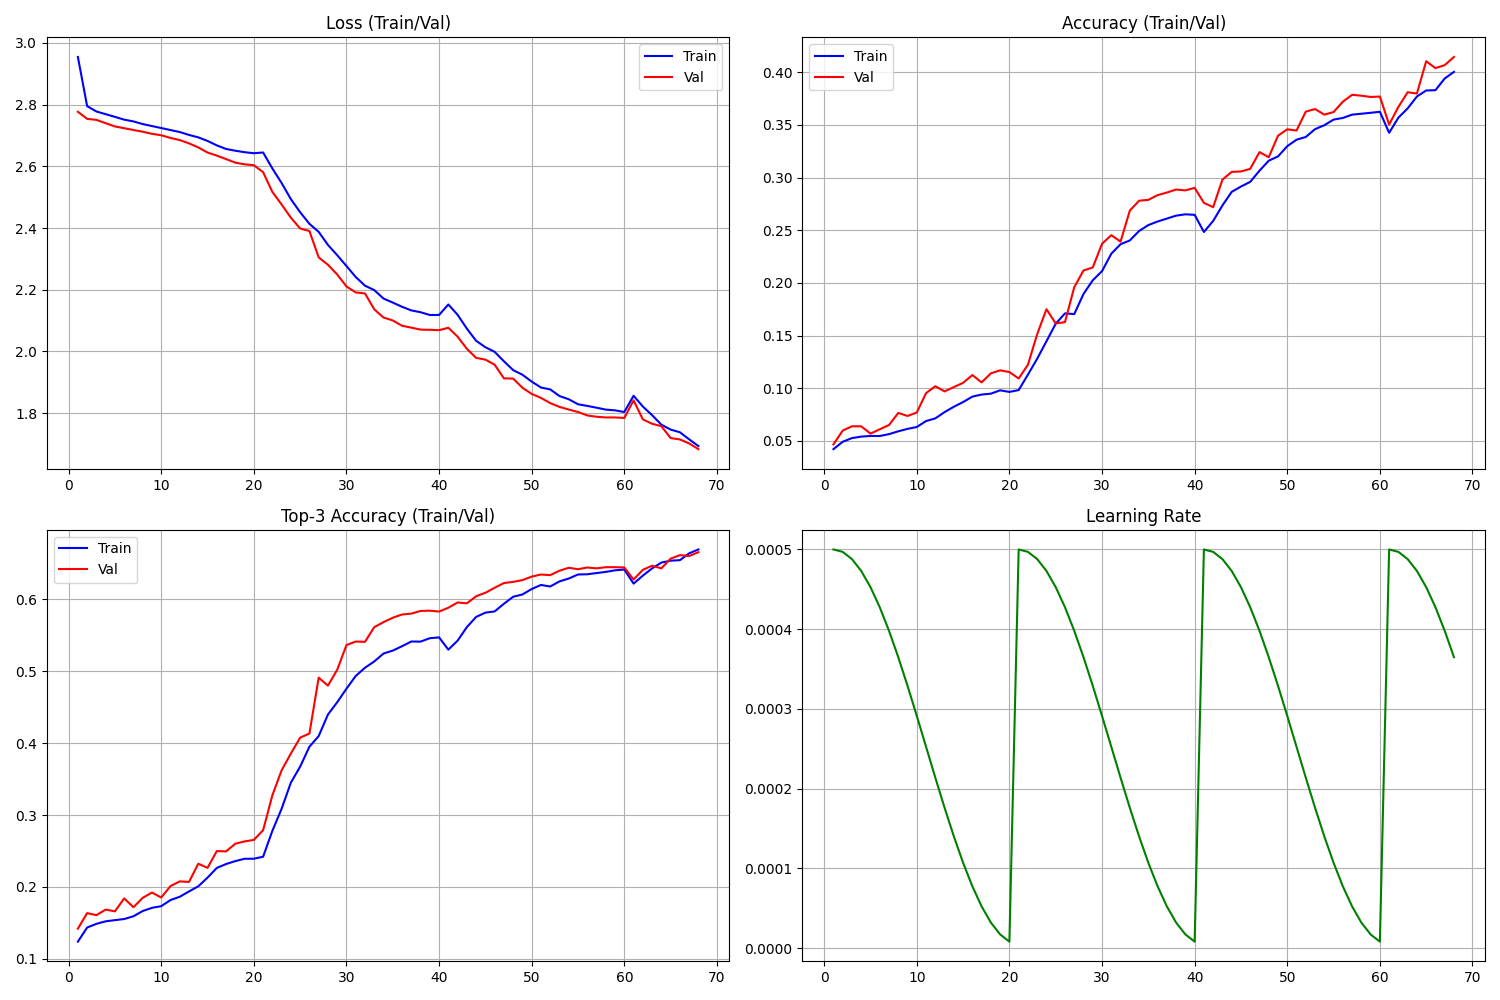 Loss (Train/Val)
3.0
2.8
2.6
2.4
2.2
2.0
1.8
0 10 20 30 40 50 60 70
Train
Val
Accuracy (Train/Val)
0.40
0.35
0.30
0.25
0.20
0.15
0.10
0.05
0 10 20 30 40 50 60 70
Train
Val
Top-3 Accuracy (Train/Val)
0.6
0.5
0.4
0.3
0.2
0.1
0 10 20 30 40 50 60 70
Train
Val
Learning Rate
0.0005
0.0004
0.0003
0.0002
0.0001
0.0000
0 10 20 30 40 50 60 70